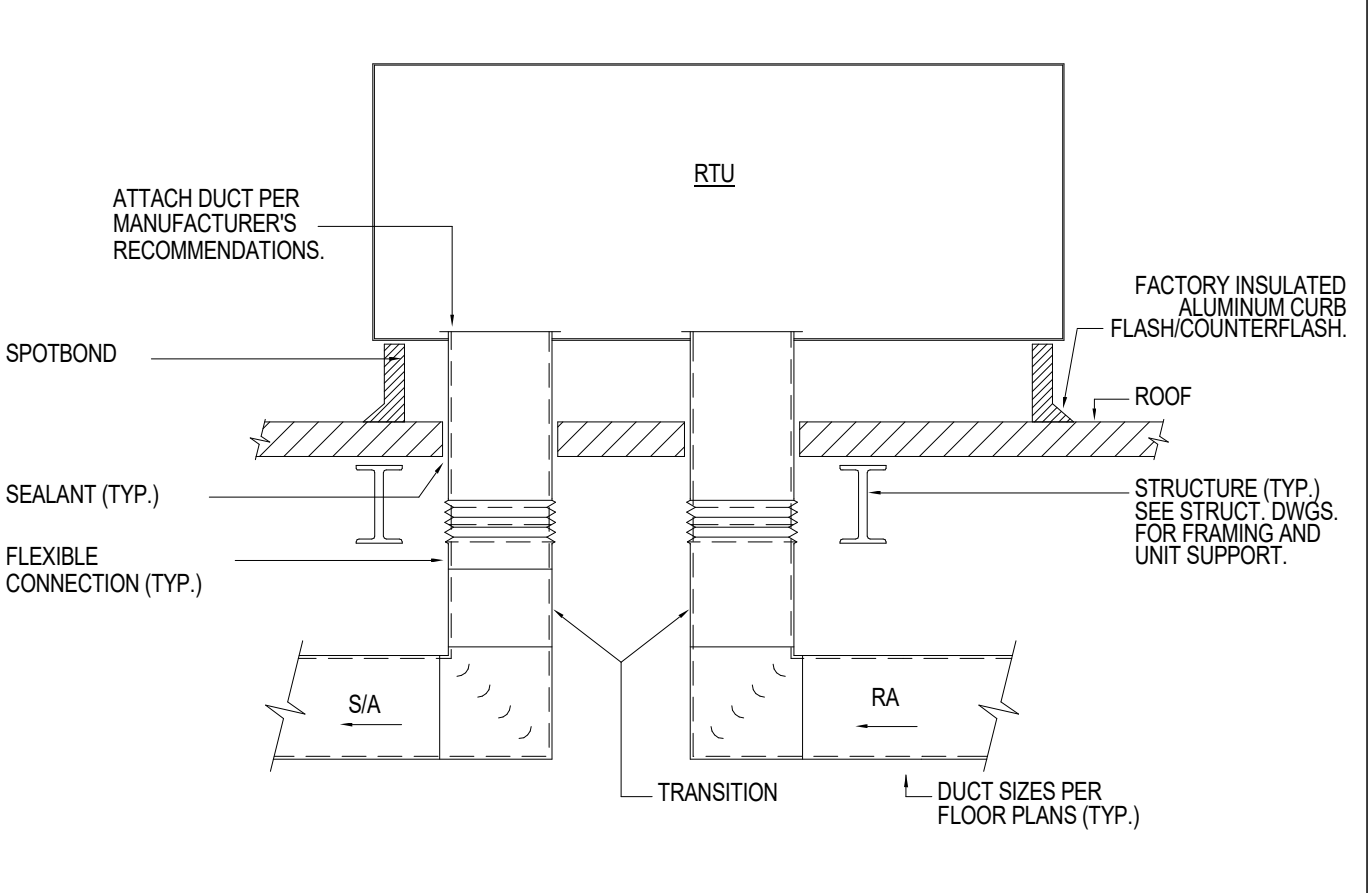 RTU
ATTACH DUCT PER
MANUFACTURER'S
RECOMMENDATIONS.
FACTORY INSULATED
ALUMINUM CURB
FLASH/COUNTERFLASH.
SPOTBOND
ROOF
SEALANT (TYP.)
STRUCTURE (TYP.)
SEE STRUCT. DWGS.
FOR FRAMING AND
UNIT SUPPORT.
FLEXIBLE
CONNECTION (TYP.)
S/A
RA
TRANSITION
DUCT SIZES PER
FLOOR PLANS (TYP.)